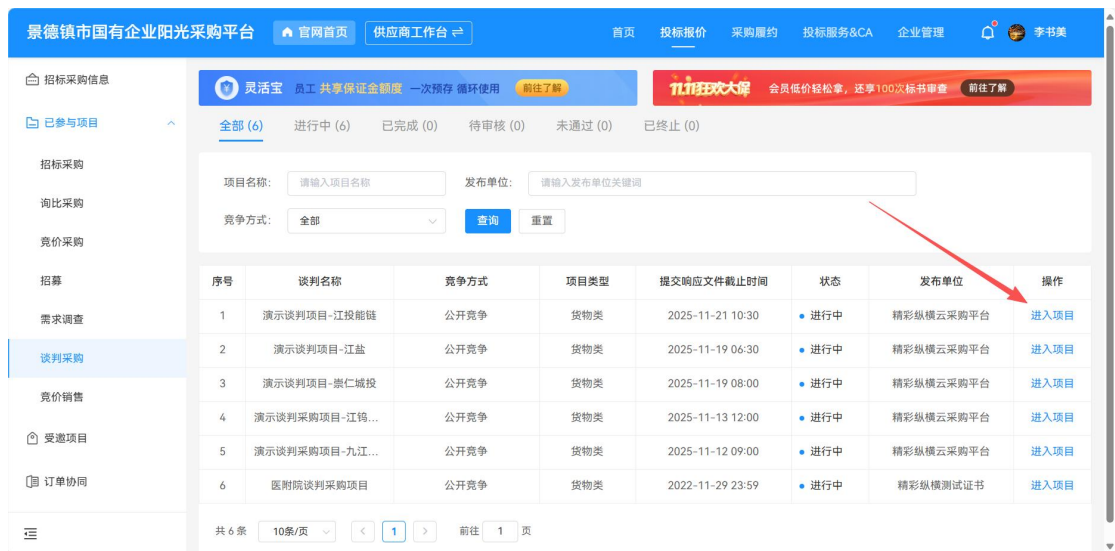 景德镇市国有企业阳光采购平台 官网首页 供应商工作台 首页 投标报价 采购履约 投标服务&CA 企业管理 李书美
招标采购信息
已参与项目
招标采购
询比采购
竞价采购
招募
需求调查
谈判采购
竞价销售
受邀项目
订单协同
灵活宝 员工 共享保证金额度 一次预存 循环使用 前往了解
11.11狂欢大保 会员低价轻松拿，还享100次标书审查 前往了解
全部 (6) 进行中 (6) 已完成 (0) 待审核 (0) 未通过 (0) 已终止 (0)
项目名称: 请输入项目名称 发布单位: 请输入发布单位关键词
竞争方式: 全部 查询 重置
序号 谈判名称 竞争方式 项目类型 提交响应文件截止时间 状态 发布单位 操作
1 演示谈判项目-江投能链 公开竞争 货物类 2025-11-21 10:30 进行中 精彩纵横云采购平台 进入项目
2 演示谈判项目-江盐 公开竞争 货物类 2025-11-19 06:30 进行中 精彩纵横云采购平台 进入项目
3 演示谈判项目-崇仁城投 公开竞争 货物类 2025-11-19 08:00 进行中 精彩纵横云采购平台 进入项目
4 演示谈判采购项目-江钨... 公开竞争 货物类 2025-11-13 12:00 进行中 精彩纵横云采购平台 进入项目
5 演示谈判采购项目-九江... 公开竞争 货物类 2025-11-12 09:00 进行中 精彩纵横云采购平台 进入项目
6 医附院谈判采购项目 公开竞争 货物类 2022-11-29 23:59 进行中 精彩纵横测试证书 进入项目
共 6 条 10条/页 1 前往 1 页